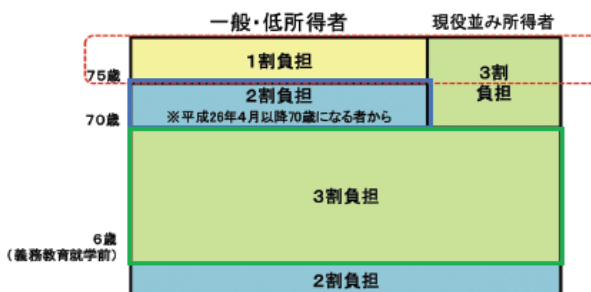 一般・低所得者
現役並み所得者
1割負担
75歳
3割
負担
2割負担
※平成26年4月以降70歳になる者から
70歳
3割負担
6歳
(義務教育就学前)
2割負担